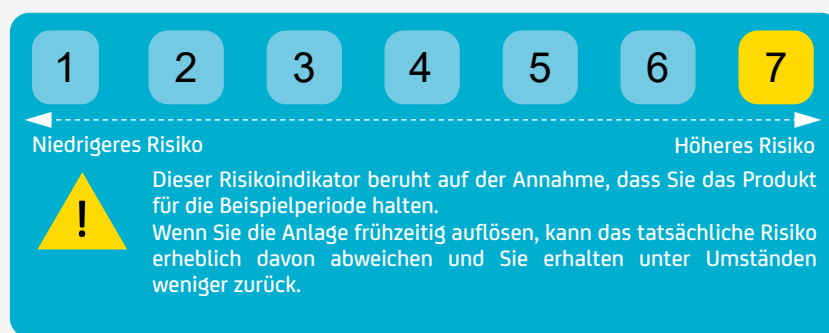 1 2 3 4 5 6 7
Niedrigeres Risiko Höheres Risiko
!
Dieser Risikoindikator beruht auf der Annahme, dass Sie das Produkt
für die Beispielperiode halten.
Wenn Sie die Anlage frühzeitig auflösen, kann das tatsächliche Risiko
erheblich davon abweichen und Sie erhalten unter Umständen
weniger zurück.